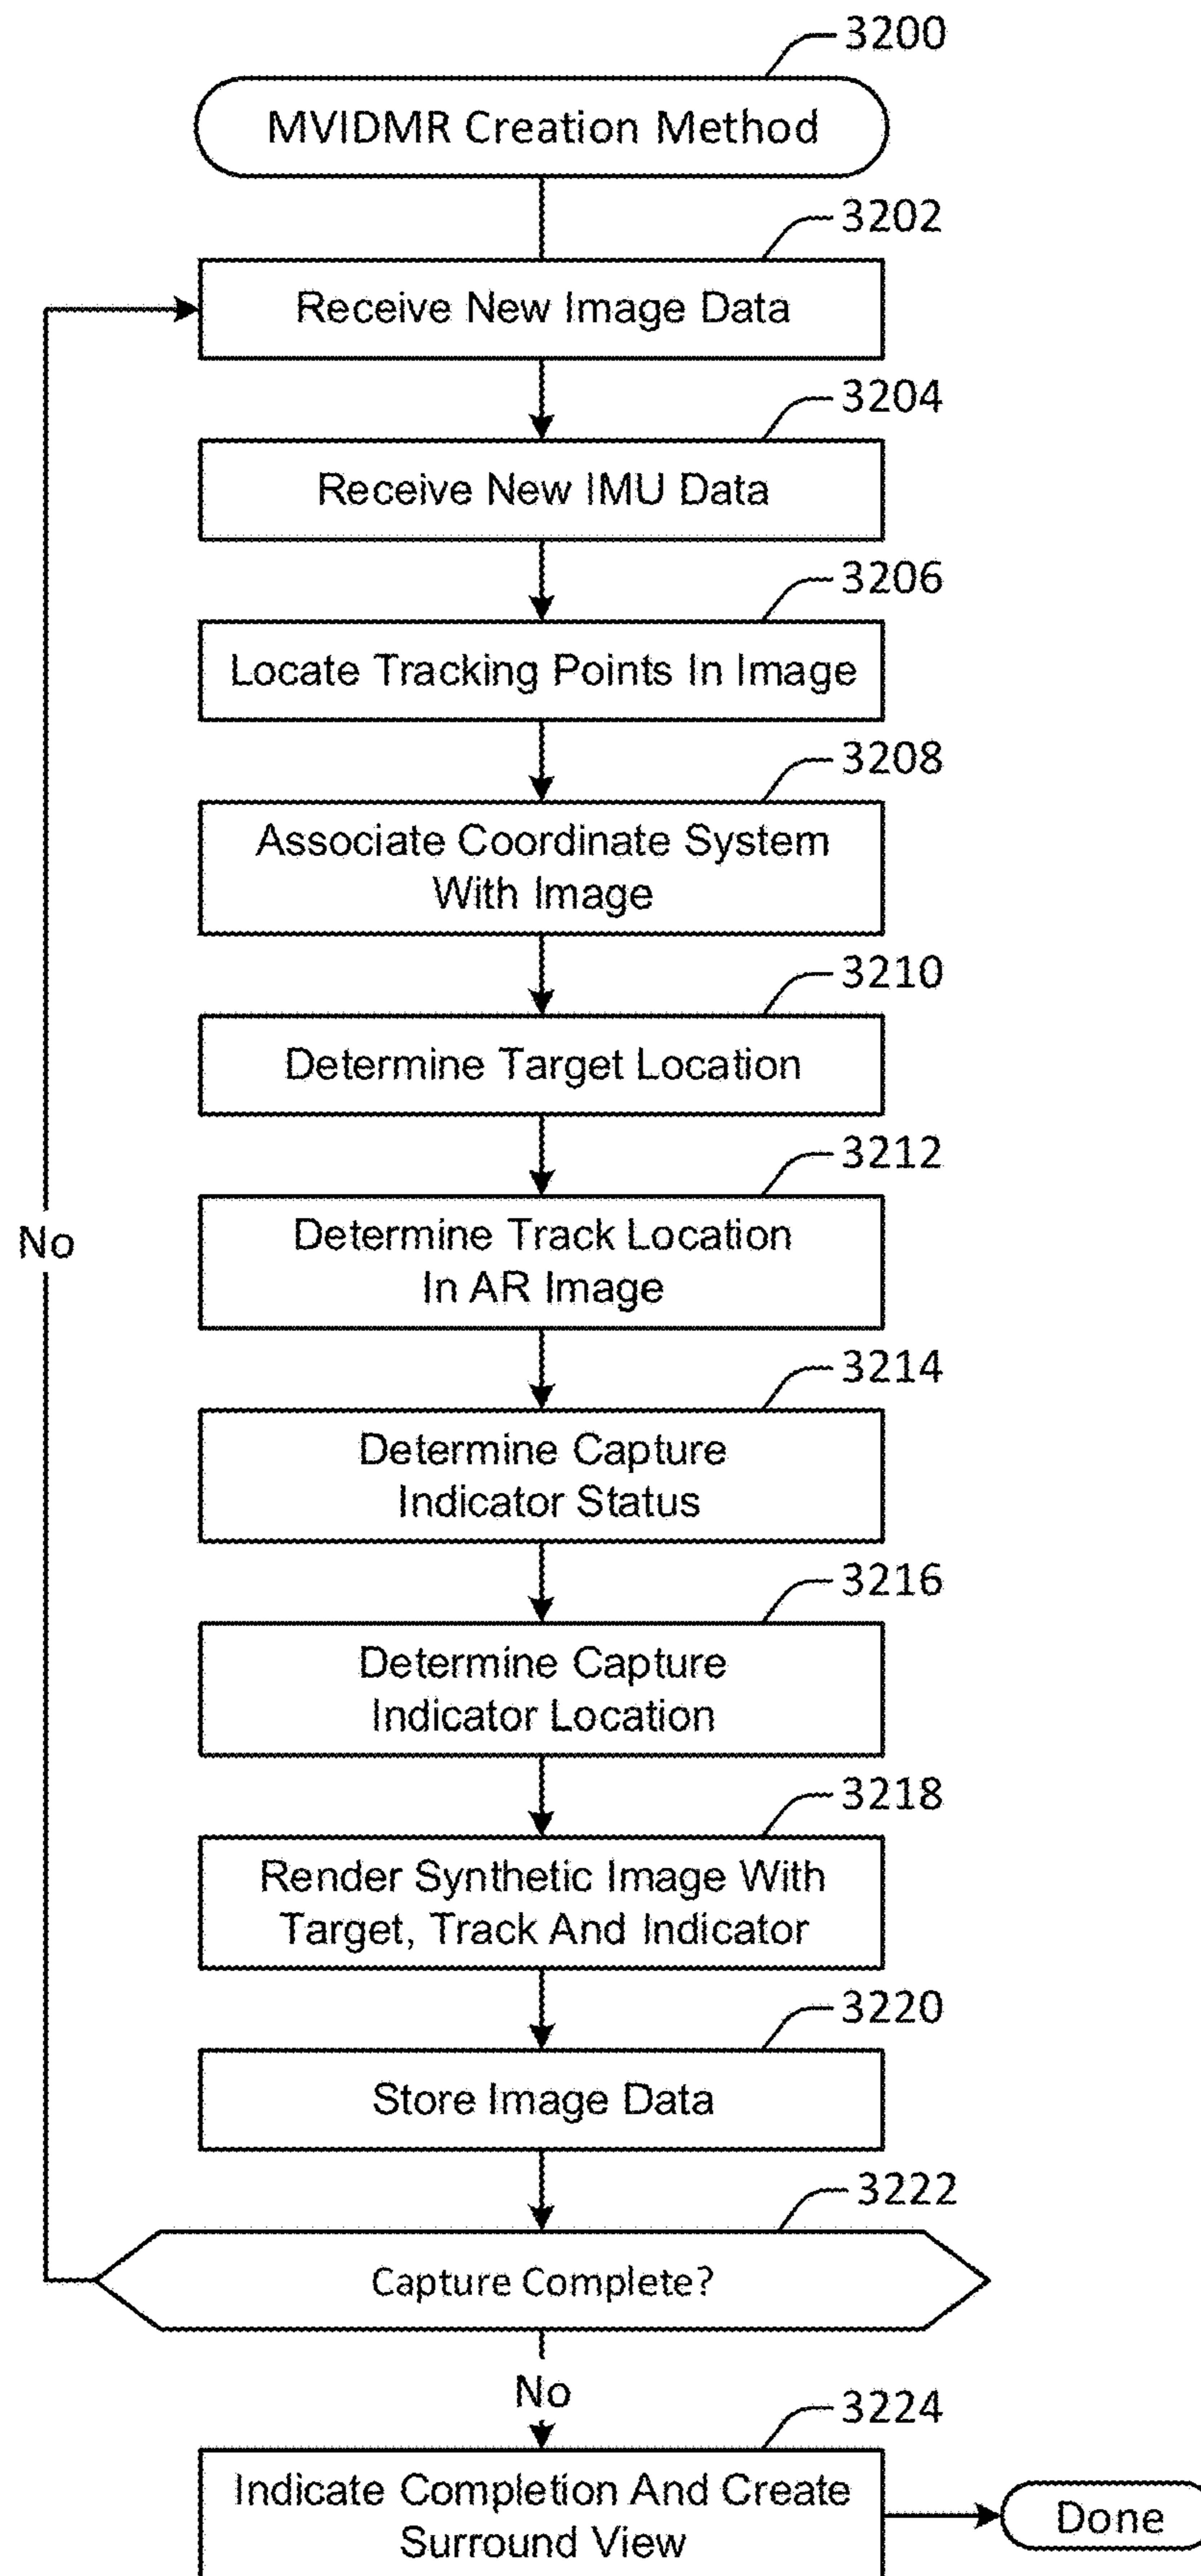 3200
MVIDMR Creation Method
3202
Receive New Image Data
3204
Receive New IMU Data
3206
Locate Tracking Points In Image
3208
Associate Coordinate System
With Image
3210
Determine Target Location
3212
Determine Track Location
In AR Image
No
3214
Determine Capture
Indicator Status
3216
Determine Capture
Indicator Location
3218
Render Synthetic Image With
Target, Track And Indicator
3220
Store Image Data
3222
Capture Complete?
No
3224
Indicate Completion And Create
Surround View
Done